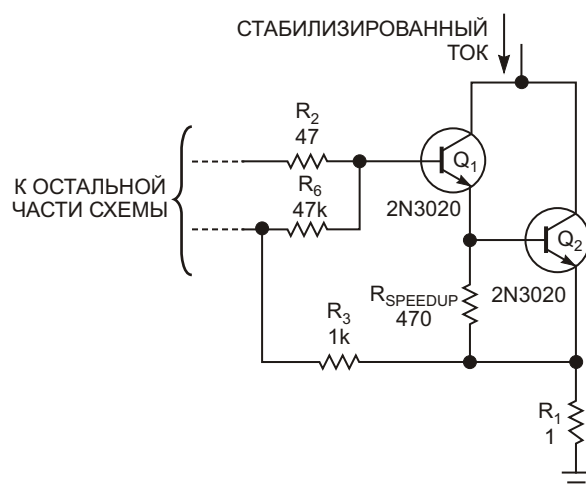 СТАБИЛИЗИРОВАННЫЙ
ТОК
R2
47
Q1
К ОСТАЛЬНОЙ
ЧАСТИ СХЕМЫ
R6
47k
2N3020
Q2
RSPEEDUP
470
2N3020
R3
1k
R1
1